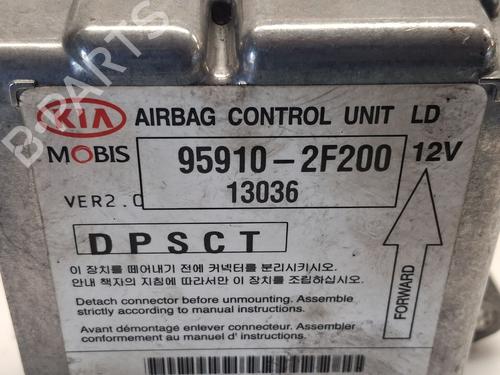 KIA AIRBAG CONTROL UNIT LD
MOBIS 95910-2F200 12V
VER2.0 13036
DPSCT
이 장치를 떼어내기 전에 커넥터를 분리시키시오.
안내 책자의 지침에 따라서만 이 장치를 조립하십시오.
FORWARD
Detach connector before unmounting. Assemble
strictly according to manual instructions.
Avant démontage enlever connecteur. Assembler
conformement au manuel d' instructions.
B-PARTS